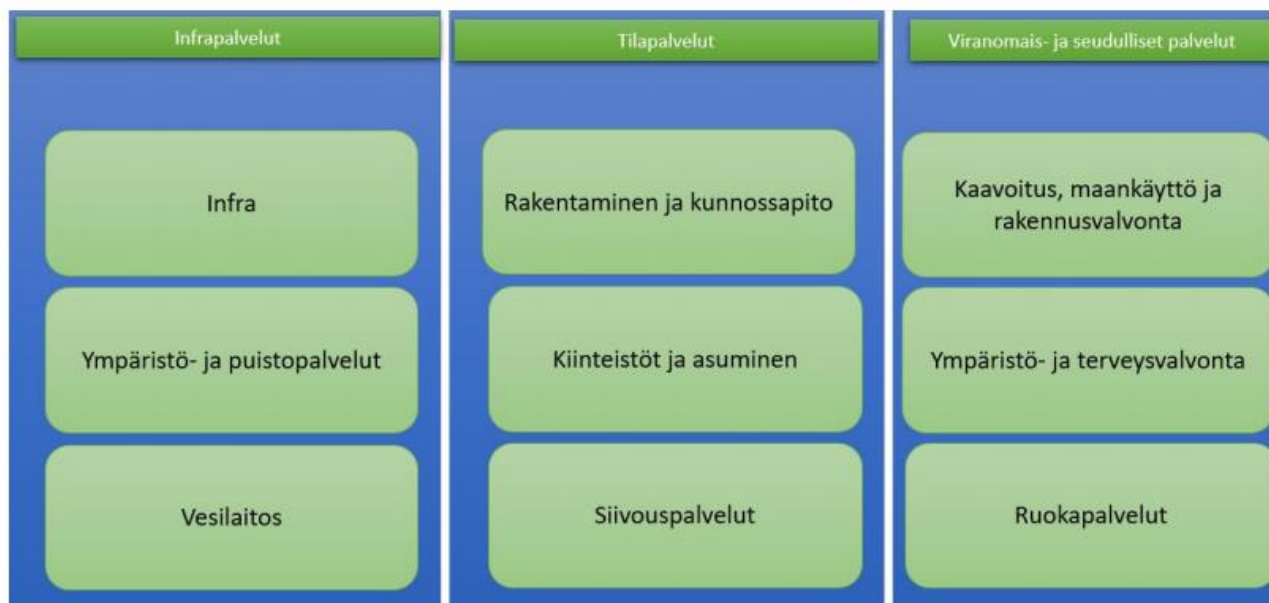 Infrapalvelut
Infra
Ympäristö- ja puistopalvelut
Vesilaitos
Tilapalvelut
Rakentaminen ja kunnossapito
Kiinteistöt ja asuminen
Siivouspalvelut
Viranomais- ja seudulliset palvelut
Kaavoitus, maankäyttö ja
rakennusvalvonta
Ympäristö- ja terveysvalvonta
Ruokapalvelut